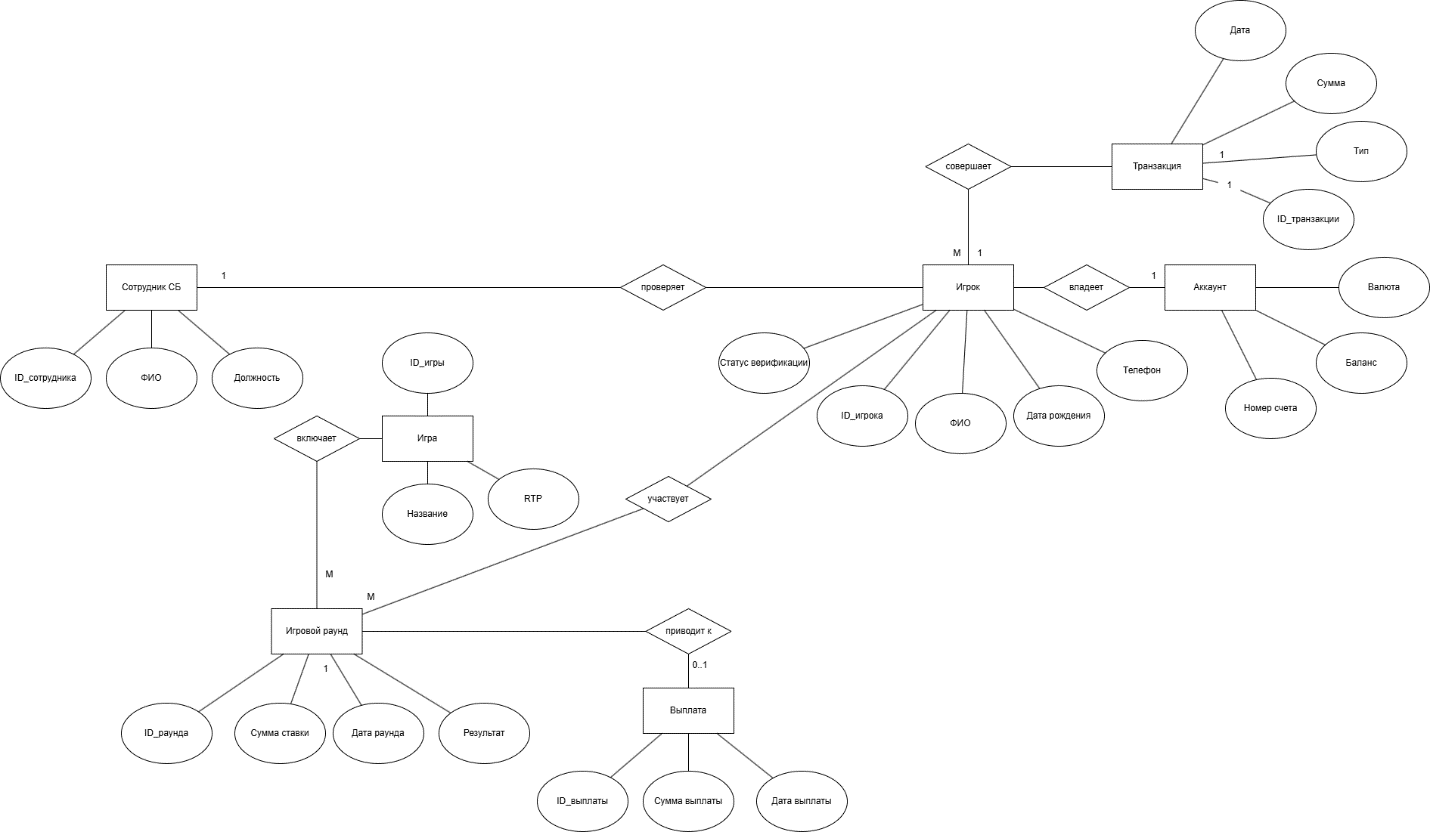 Дата
Сумма
Тип
1
совершает
Транзакция
1
ID_транзакции
М
1
Сотрудник СБ
1
проверяет
Игрок
владеет
1
Аккаунт
Валюта
Статус верификации
Телефон
Баланс
ID_сотрудника
ФИО
Должность
ID_игры
ID_игрока
ФИО
Дата рождения
Номер счета
включает
Игра
Название
RTP
участвует
М
М
Игровой раунд
приводит к
1
0..1
Выплата
ID_раунда
Сумма ставки
Дата раунда
Результат
ID_выплаты
Сумма выплаты
Дата выплаты